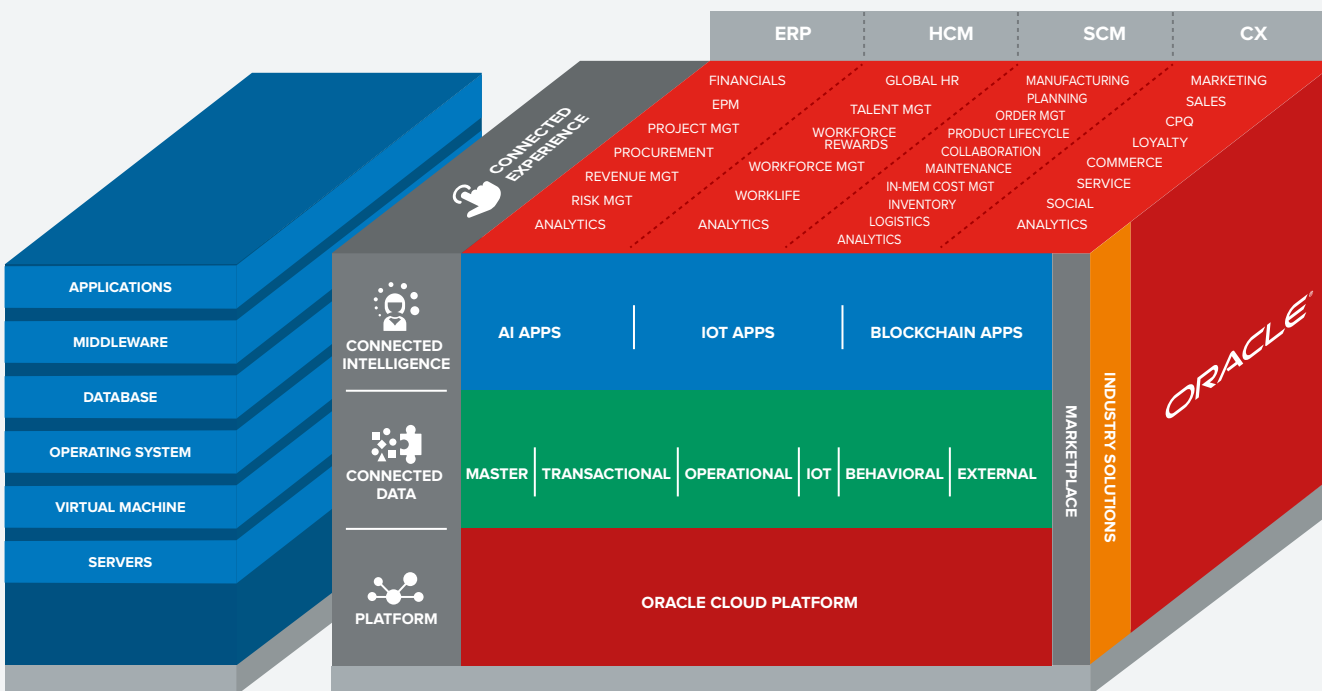 ERP
HCM
SCM
CX
CONNECTED
EXPERIENCE
FINANCIALS
EPM
PROJECT MGT
PROCUREMENT
REVENUE MGT
RISK MGT
ANALYTICS
GLOBAL HR
TALENT MGT
WORKFORCE
REWARDS
WORKFORCE MGT
WORKLIFE
ANALYTICS
MANUFACTURING
PLANNING
ORDER MGT
PRODUCT LIFECYCLE
COLLABORATION
MAINTENANCE
IN-MEM COST MGT
INVENTORY
LOGISTICS
ANALYTICS
MARKETING
SALES
CPQ
LOYALTY
COMMERCE
SERVICE
SOCIAL
ANALYTICS
APPLICATIONS
MIDDLEWARE
DATABASE
OPERATING SYSTEM
VIRTUAL MACHINE
SERVERS
CONNECTED
INTELLIGENCE
AI APPS
IOT APPS
BLOCKCHAIN APPS
CONNECTED
DATA
MASTER
TRANSACTIONAL
OPERATIONAL
IOT
BEHAVIORAL
EXTERNAL
PLATFORM
ORACLE CLOUD PLATFORM
MARKETPLACE
INDUSTRY SOLUTIONS
ORACLE®